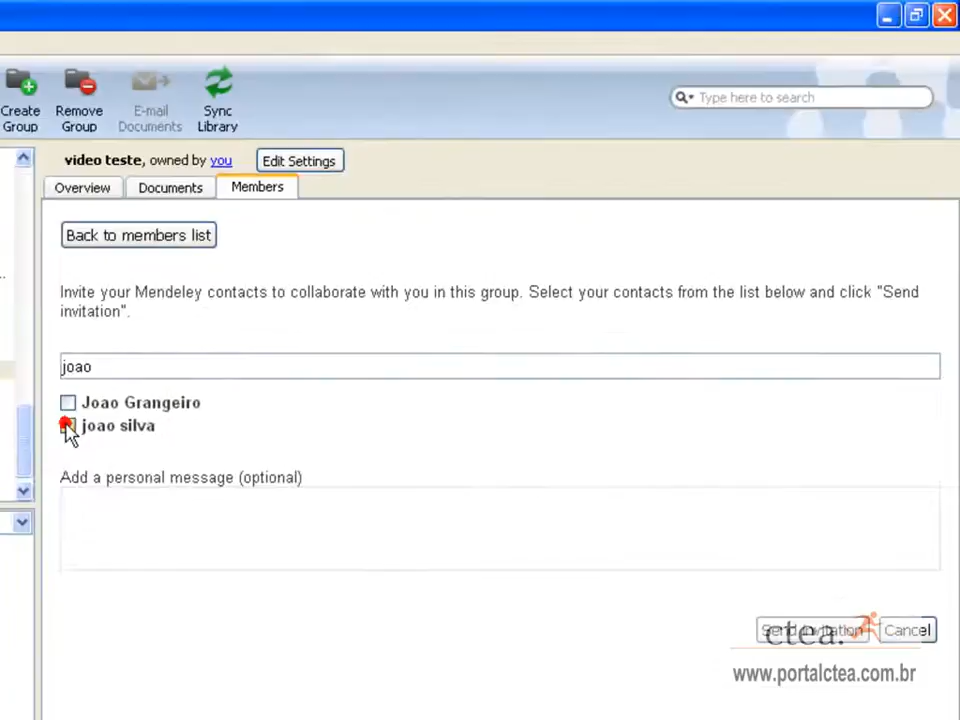 Create Group
Remove Group
E-mail Documents
Sync Library
Type here to search
video teste, owned by you
Edit Settings
Overview
Documents
Members
Back to members list
Invite your Mendeley contacts to collaborate with you in this group. Select your contacts from the list below and click "Send
invitation".
joao
Joao Grangeiro
joao silva
Add a personal message (optional)
Send invitation
Cancel
ctea.
www.portalctea.com.br